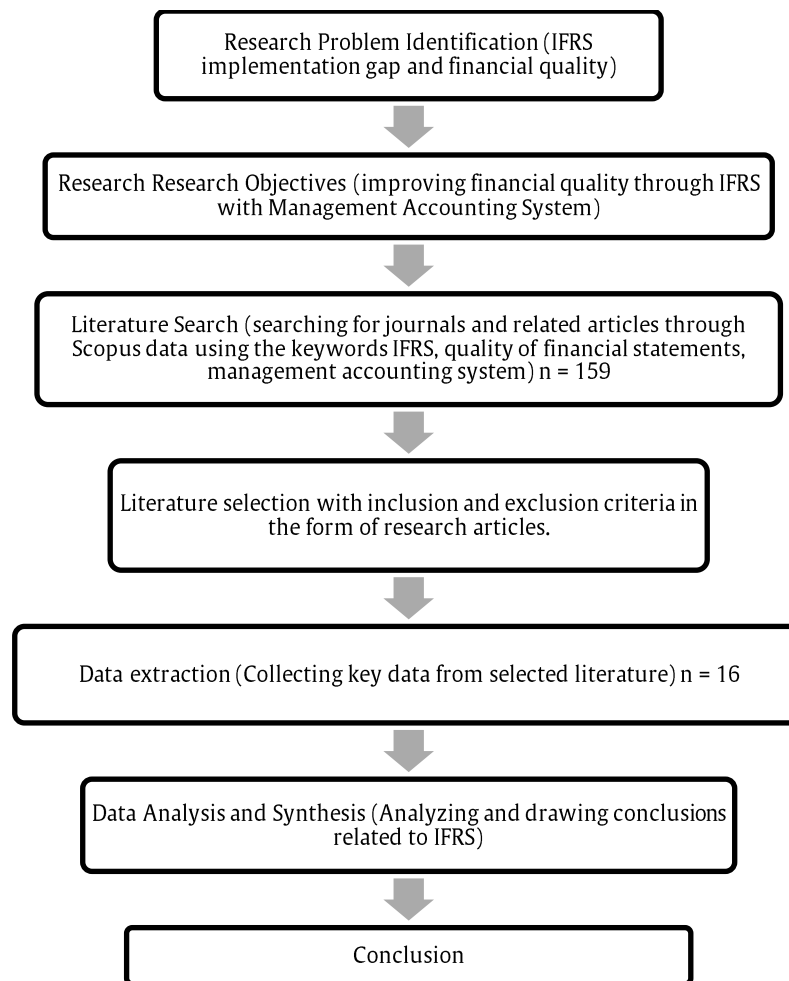 Research Problem Identification (IFRS
implementation gap and financial quality)
Research Research Objectives (improving financial quality through IFRS
with Management Accounting System)
Literature Search (searching for journals and related articles through
Scopus data using the keywords IFRS, quality of financial statements,
management accounting system) n = 159
Literature selection with inclusion and exclusion criteria in
the form of research articles.
Data extraction (Collecting key data from selected literature) n = 16
Data Analysis and Synthesis (Analyzing and drawing conclusions
related to IFRS)
Conclusion